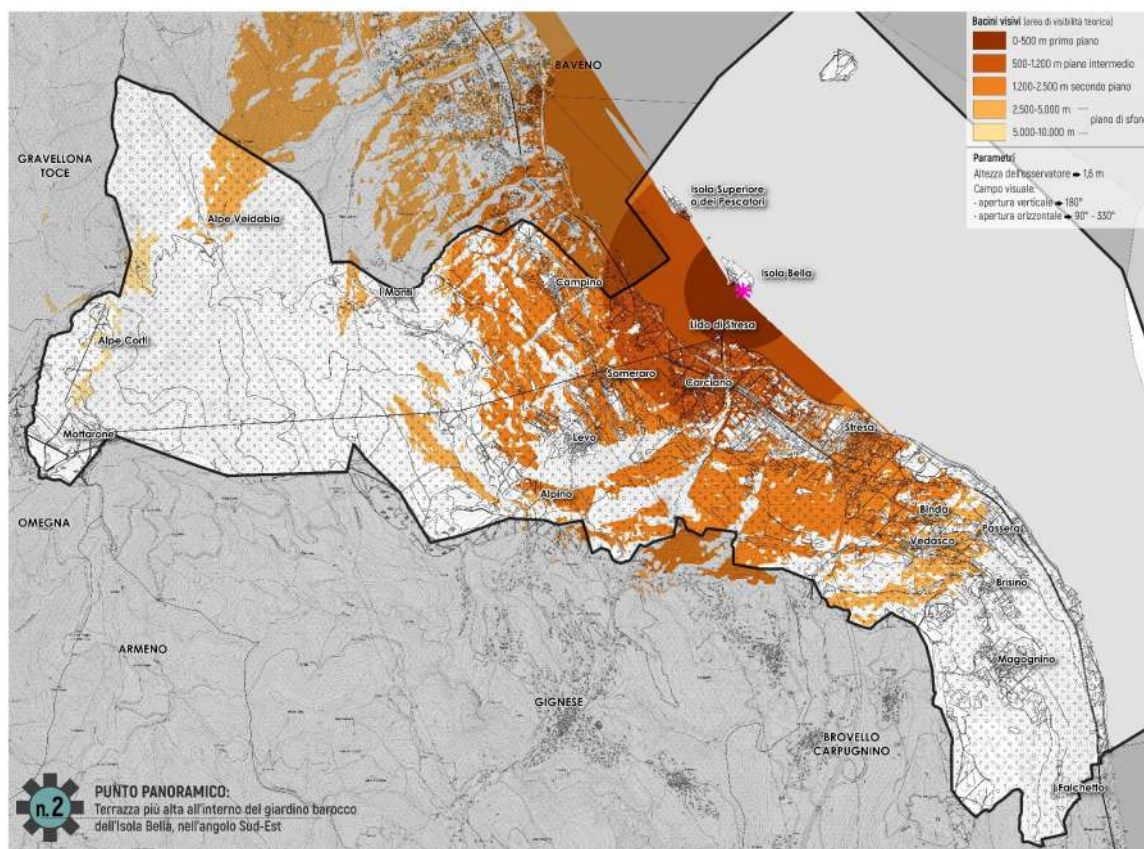 Bacini visivi (area di visibilità teorica)
0-500 m primo piano
500-1.200 m piano intermedio
1.200-2.500 m secondo piano
2.500-5.000 m
piano di sfon
5.000-10.000 m
Parametri
Altezza dell'osservatore 1,6 m
Campo visuale:
- apertura verticale 180°
- apertura orizzontale 90° - 330°
BAVENO
GRAVELLONA
TOCE
Isola Superiore
o dei Pescatori
Alpe Veidabia
Isola Bella
Campino
I Monti
Lido di Stresa
Alpe Corti
Someraro
Carciano
Mottarone
Levo
Stresa
Alpino
OMEGNA
Binda
Passera
Vedasco
Brisino
ARMENO
Magognino
GIGNESE
BROVELLO
CARPUGNINO
Falchetto
n.2
PUNTO PANORAMICO:
Terrazza più alta all'interno del giardino barocco
dell'Isola Bella, nell'angolo Sud-Est